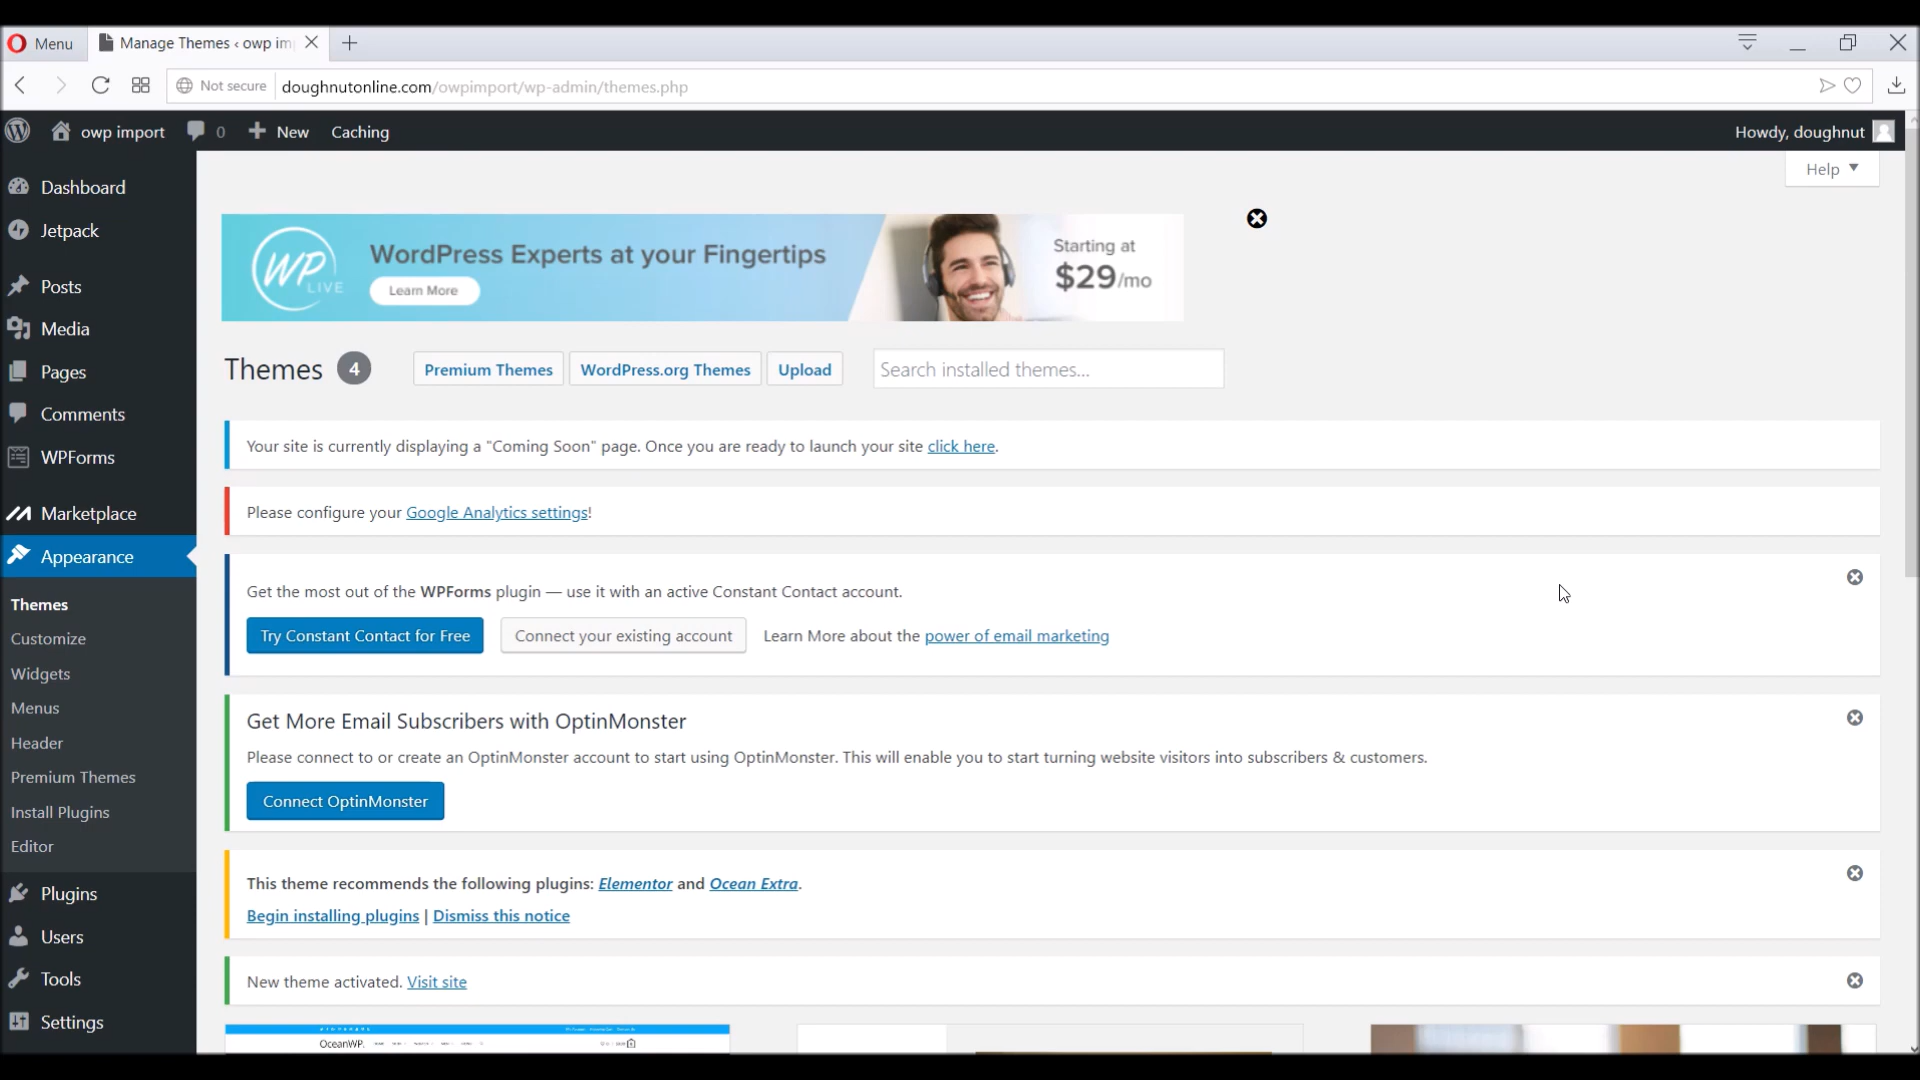 Menu
Manage Themes ‹ owp im
Not secure
doughnutonline.com/owpimport/wp-admin/themes.php
owp import
0
New
Caching
Howdy, doughnut
Help
Dashboard
Jetpack
Posts
Media
Pages
Comments
WPForms
Marketplace
Appearance
Themes
Customize
Widgets
Menus
Header
Premium Themes
Install Plugins
Editor
Plugins
Users
Tools
Settings
WP LIVE
WordPress Experts at your Fingertips
Learn More
Starting at
$29/mo
Themes 4
Premium Themes
WordPress.org Themes
Upload
Search installed themes...
Your site is currently displaying a "Coming Soon" page. Once you are ready to launch your site click here.
Please configure your Google Analytics settings!
Get the most out of the WPForms plugin — use it with an active Constant Contact account.
Try Constant Contact for Free
Connect your existing account
Learn More about the power of email marketing
Get More Email Subscribers with OptinMonster
Please connect to or create an OptinMonster account to start using OptinMonster. This will enable you to start turning website visitors into subscribers & customers.
Connect OptinMonster
This theme recommends the following plugins: Elementor and Ocean Extra.
Begin installing plugins | Dismiss this notice
New theme activated. Visit site
OceanWP.